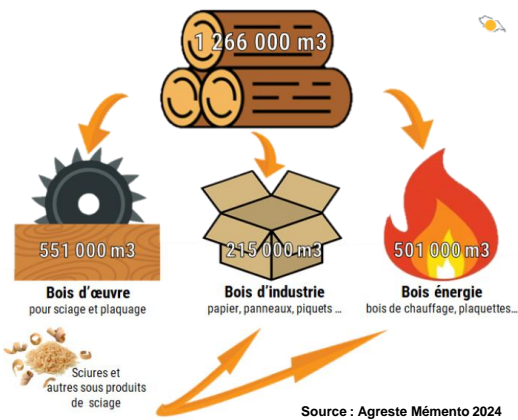 1 266 000 m3
551 000 m3
215 000 m3
501 000 m3
Bois d'œuvre
pour sciage et plaquage
Bois d'industrie
papier, panneaux, piquets ...
Bois énergie
bois de chauffage, plaquettes...
Sciures et
autres sous produits
de sciage
Source : Agreste Mémento 2024